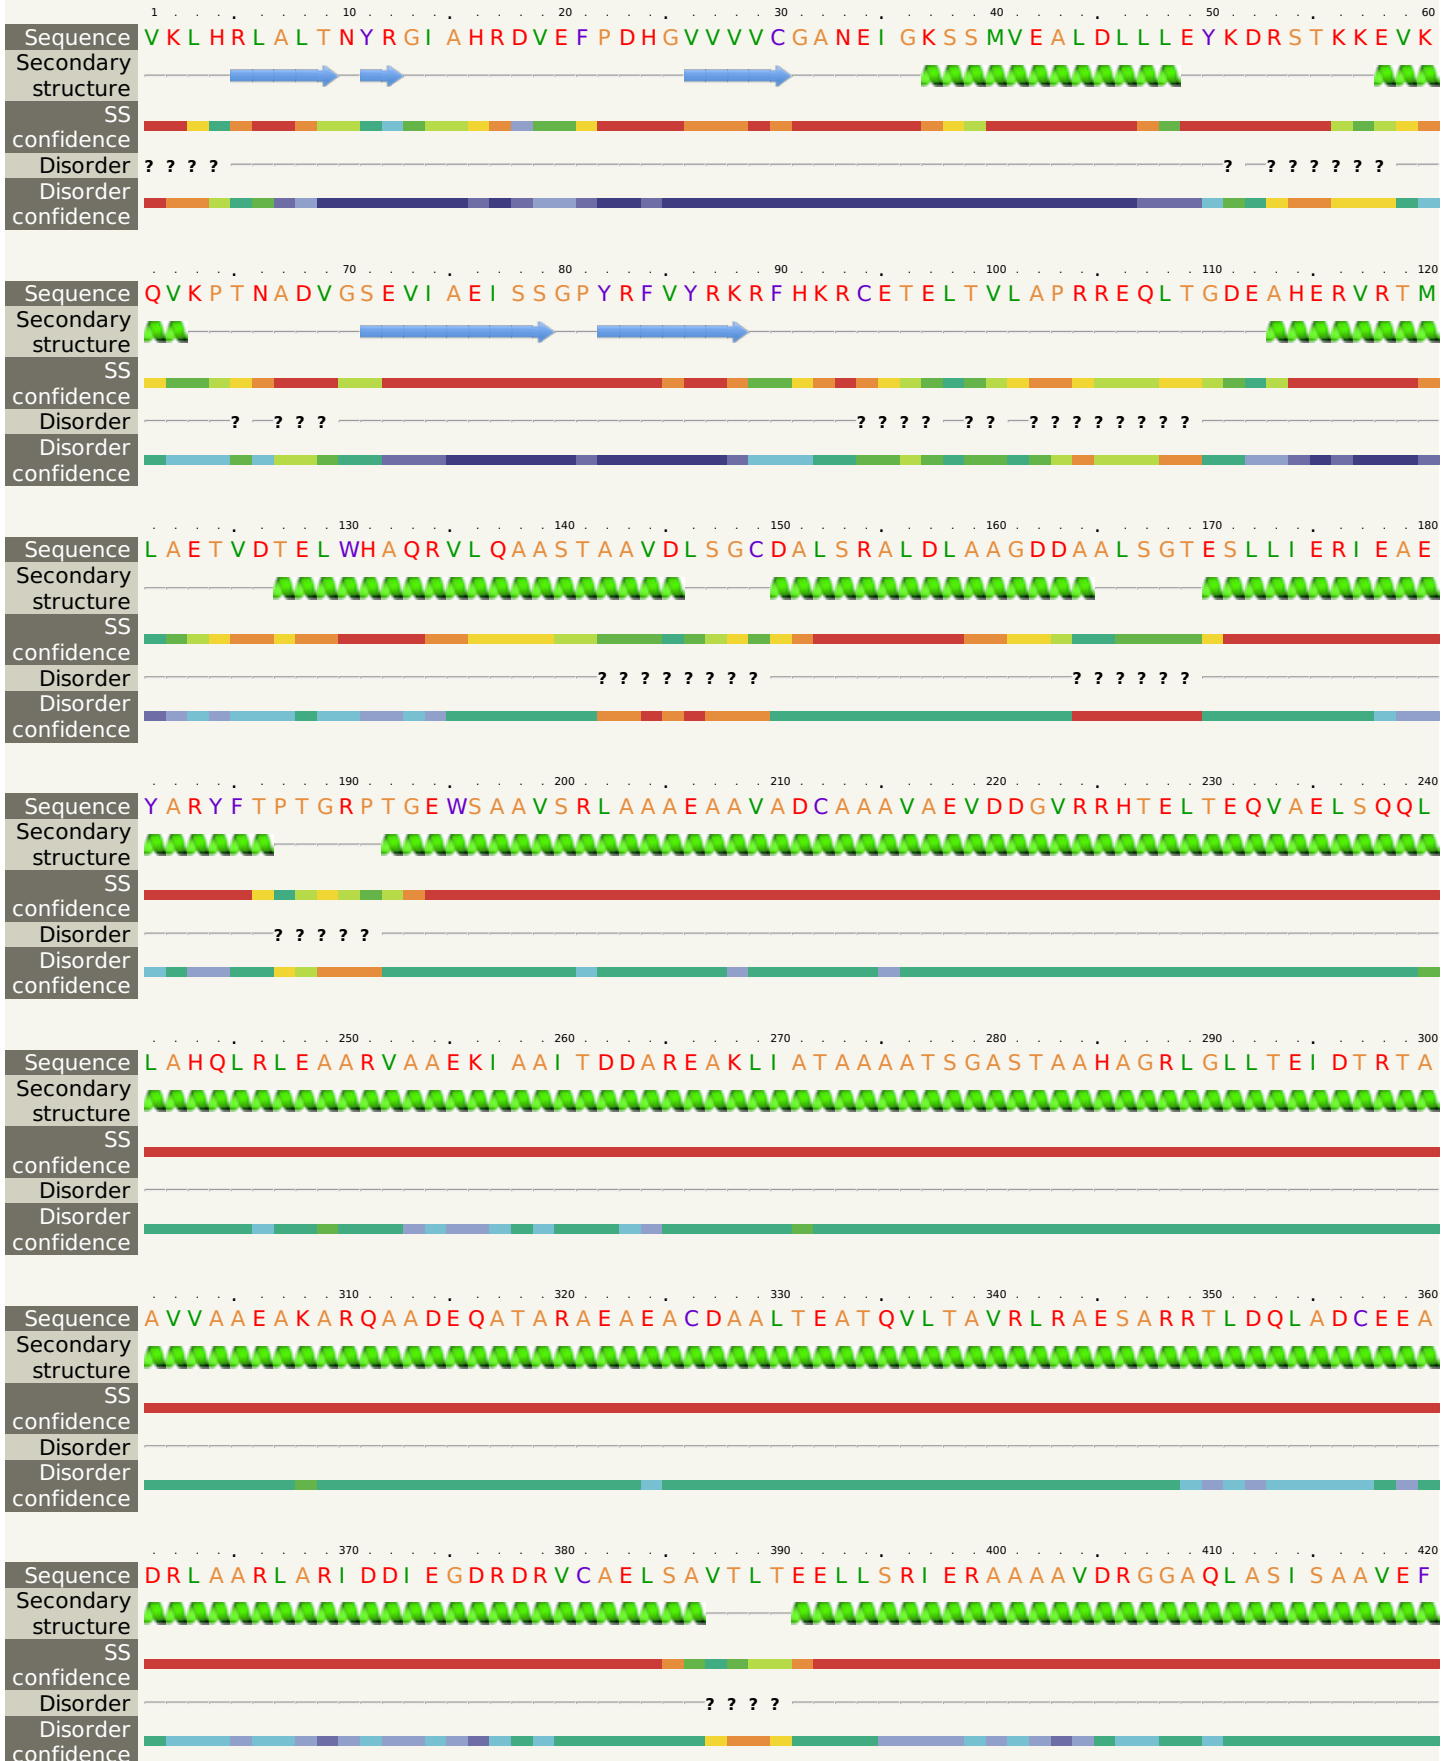 1 10 20 30 40 50 60
Sequence VKLHRLALTNYRGIAHRDVEFPDHGVVVVCGANEIGKSSMVEALDLLLEYKDRSTKKEVK
Secondary
structure
SS
confidence
Disorder ? ? ? ? ? ? ? ? ? ? ?
Disorder
confidence
70 80 90 100 110 120
Sequence QVKPTNADVGSEVIAEISSGPYRFVYRKRFHKRCETELTVLAPRREQLTGDEAHERVRTM
Secondary
structure
SS
confidence
Disorder ? ? ? ? ? ? ? ? ? ? ? ? ? ? ? ? ? ?
Disorder
confidence
130 140 150 160 170 180
Sequence LAETVDTELWHAQRVLQAASTAAVDLSGCDALSRALDLAAGDDAALSGTESLLIERIEAE
Secondary
structure
SS
confidence
Disorder ? ? ? ? ? ? ? ? ? ? ? ? ? ?
Disorder
confidence
190 200 210 220 230 240
Sequence YARYFTPTGRPTGEWSAAVSRLAAAEAAVADCAAAVAEVDDGVRRHTELTEQVAELSQQL
Secondary
structure
SS
confidence
Disorder ? ? ? ? ?
Disorder
confidence
250 260 270 280 290 300
Sequence LAHQLRLEAARVAAEKIAAITDDAREAKLIATAAAATSGASTAAHAGRLGLLTEIDTRTA
Secondary
structure
SS
confidence
Disorder
Disorder
confidence
310 320 330 340 350 360
Sequence AVVAAEAKARQAADEQATARAEAEACDAALTEATQVLTAVRLRAESARRTLDQLADCEEA
Secondary
structure
SS
confidence
Disorder
Disorder
confidence
370 380 390 400 410 420
Sequence DRLAARLARIDDIEGDRDRVCAELSAVTLTEELLSRIERAAAAVDRGGAQLASISAAVEF
Secondary
structure
SS
confidence
Disorder ? ? ? ?
Disorder
confidence